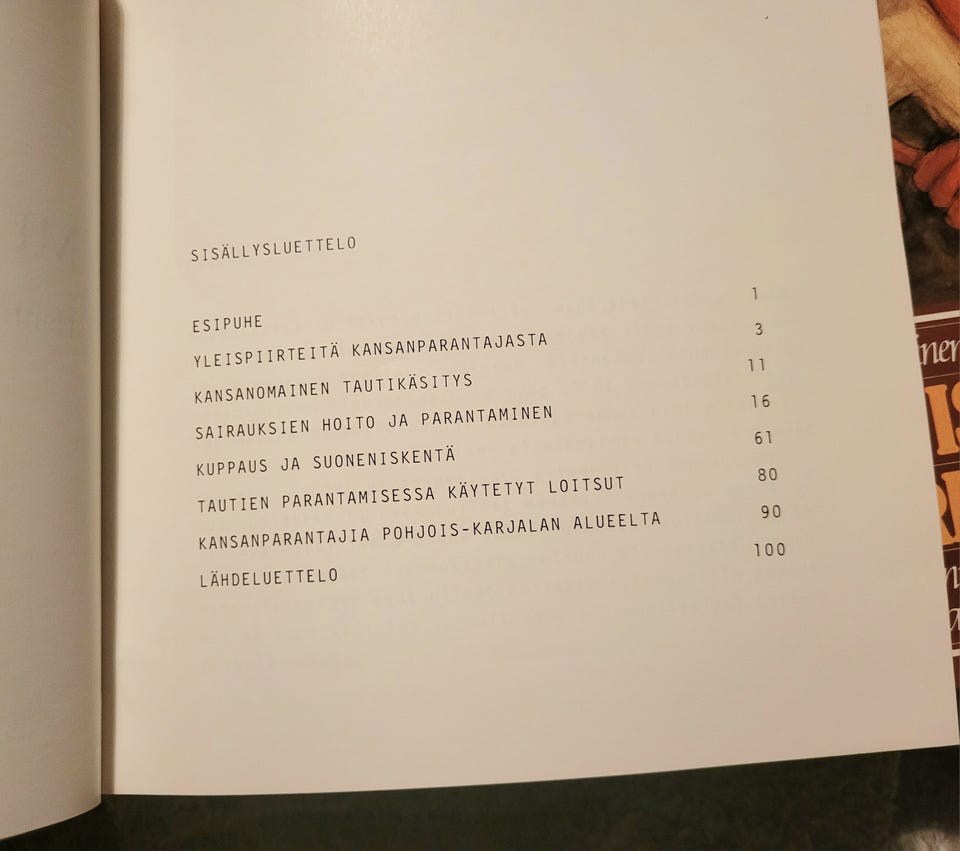 SISÄLLYSLUETTELO
ESIPUHE 1
YLEISPIIRTEITÄ KANSANPARANTAJASTA 3
KANSANOMAINEN TAUTIKÄSITYS 11
SAIRAUKSIEN HOITO JA PARANTAMINEN 16
KUPPAUS JA SUONENISKENTÄ 61
TAUTIEN PARANTAMISESSA KÄYTETYT LOITSUT 80
KANSANPARANTAJIA POHJOIS-KARJALAN ALUEELTA 90
LÄHDELUETTELO 100